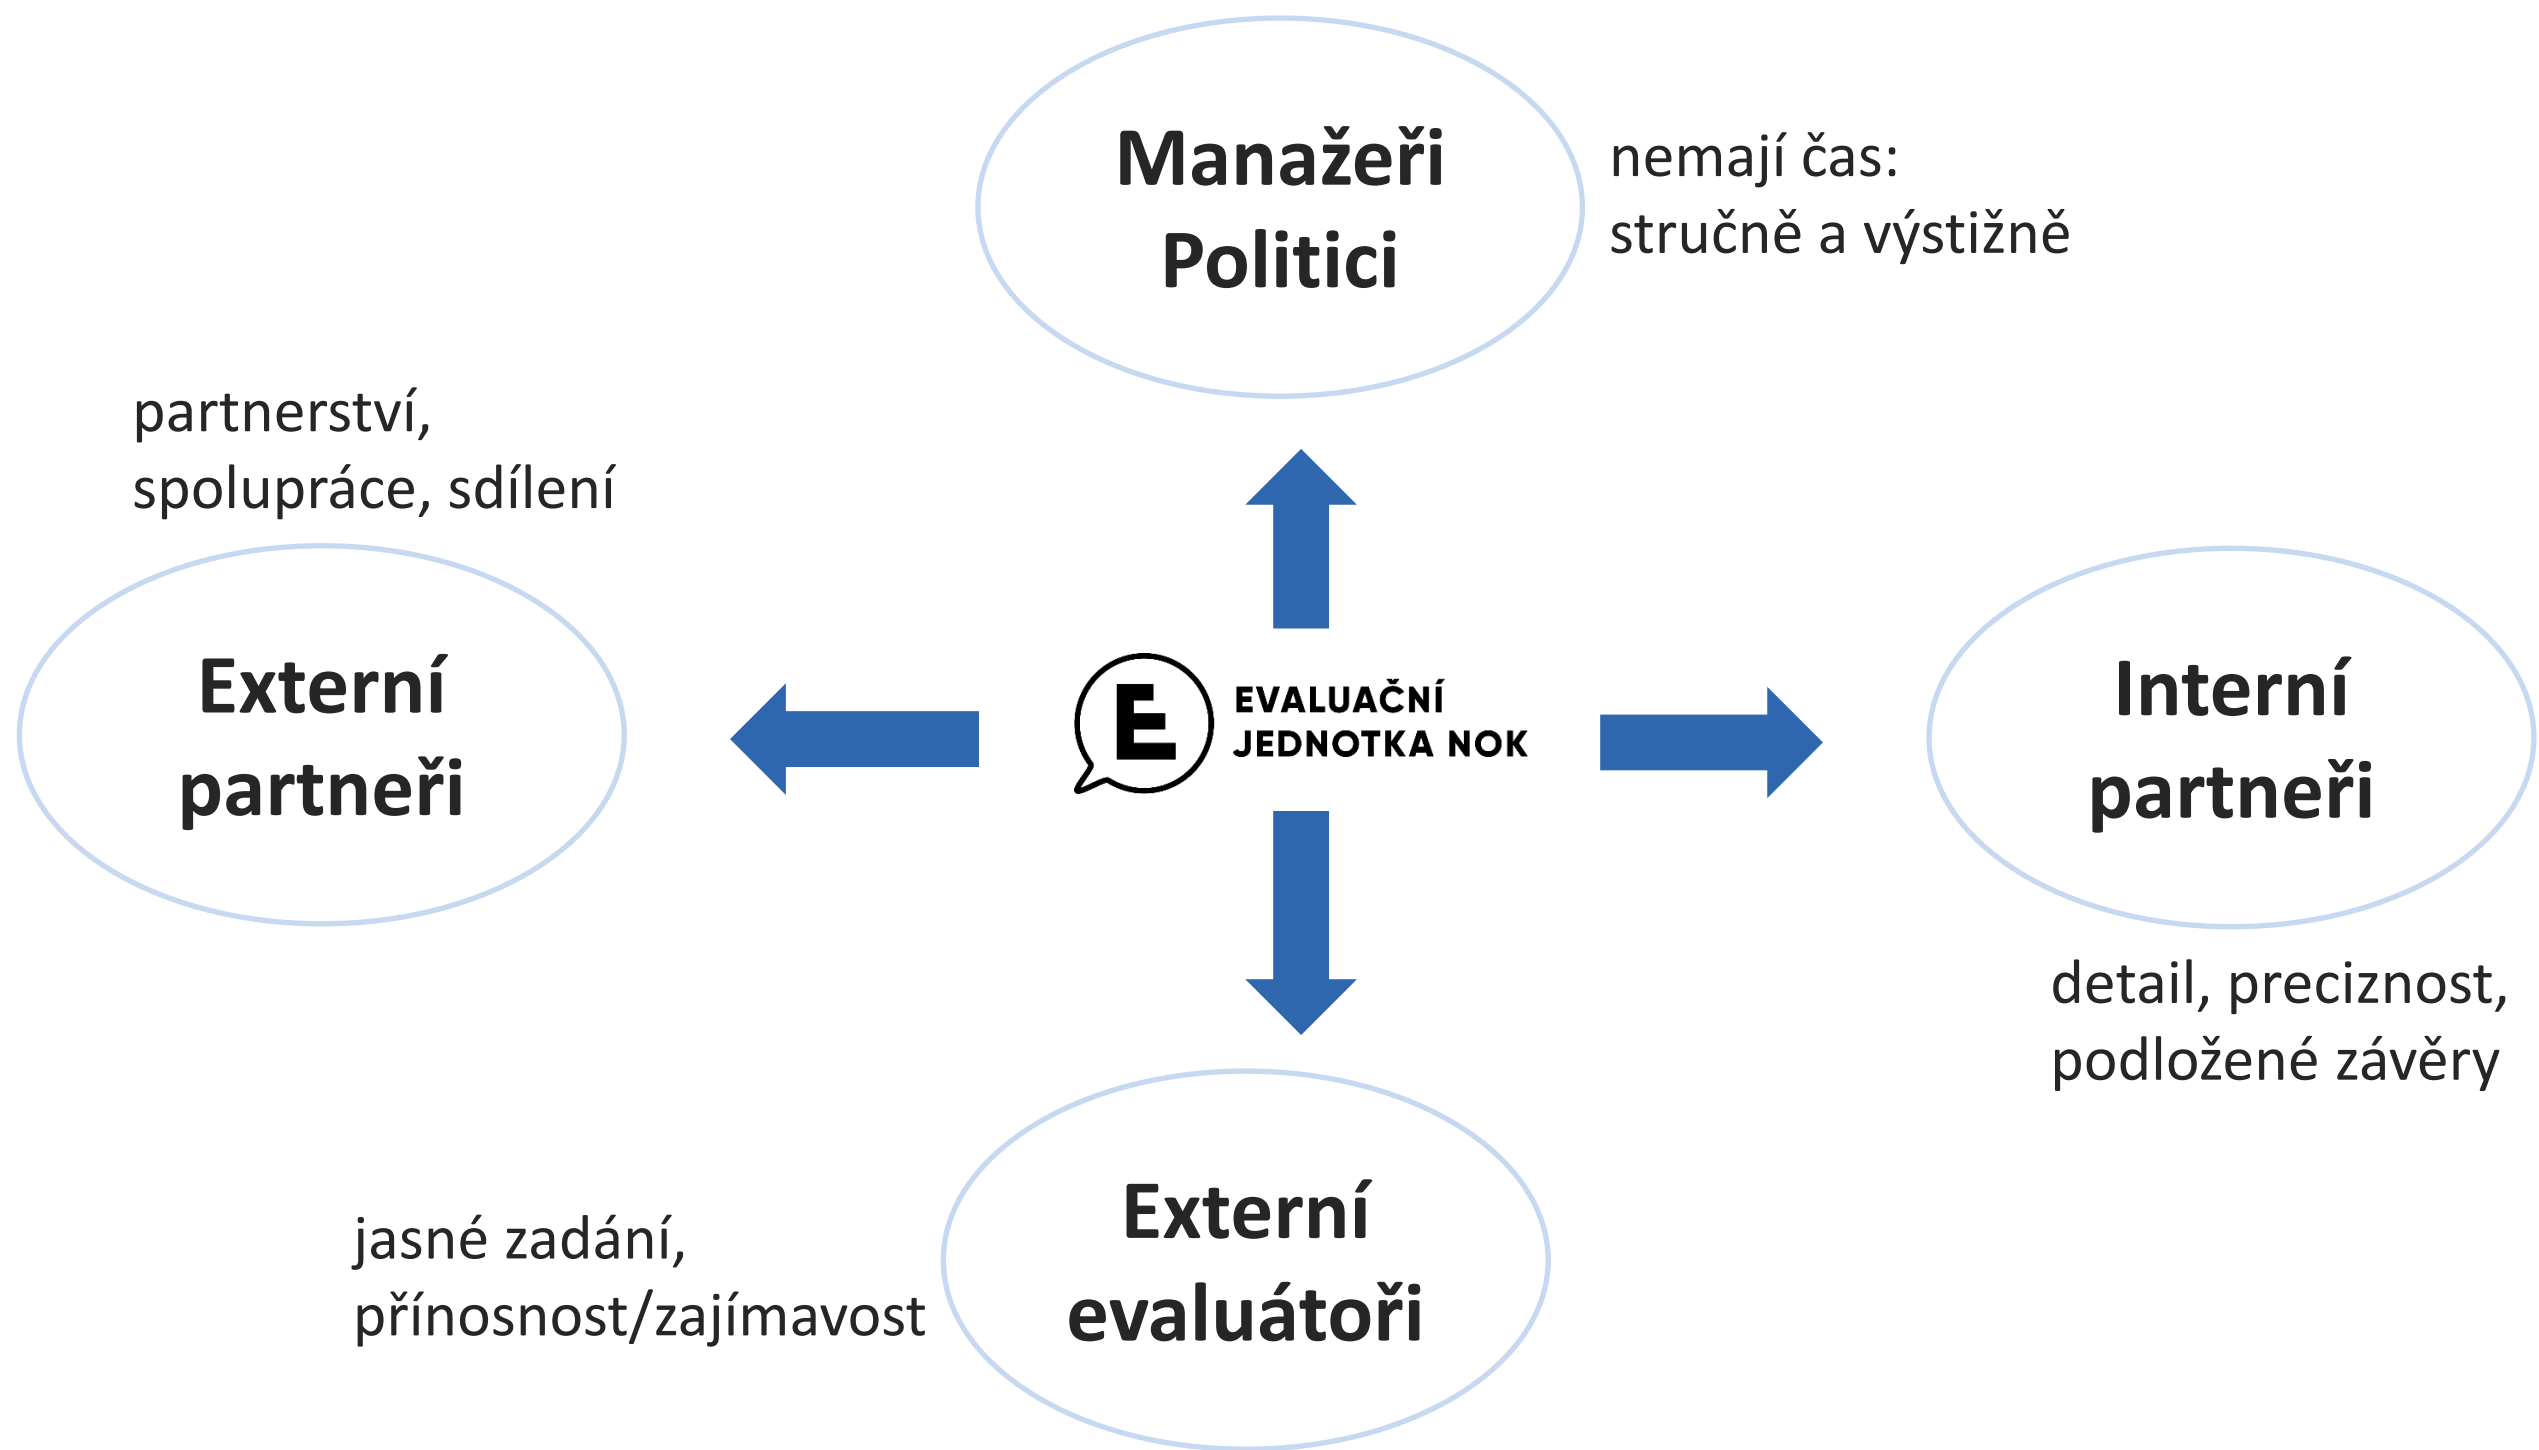 Manažeři
Politici
nemají čas:
stručně a výstižně
partnerství,
spolupráce, sdílení
Externí
partneři
E
EVALUAČNÍ
JEDNOTKA NOK
Interní
partneři
detail, preciznost,
podložené závěry
Externí
evaluátoři
jasné zadání,
přínosnost/zajímavost